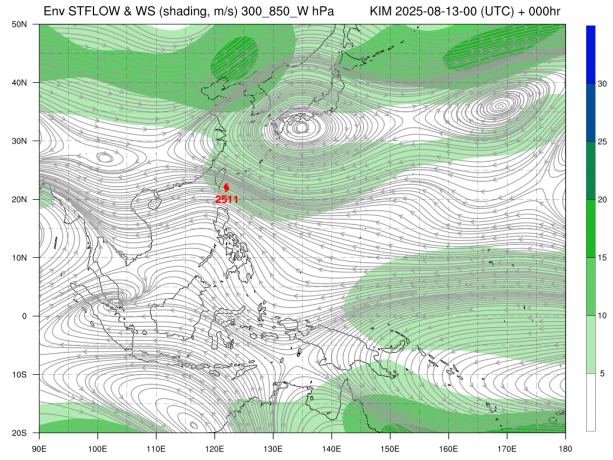 Env STFLOW & WS (shading, m/s) 300_850_W hPa KIM 2025-08-13-00 (UTC) + 000hr
50N
40N
30N
20N
10N
0
10S
20S
90E 100E 110E 120E 130E 140E 150E 160E 170E 180
2511
30
25
20
15
10
5